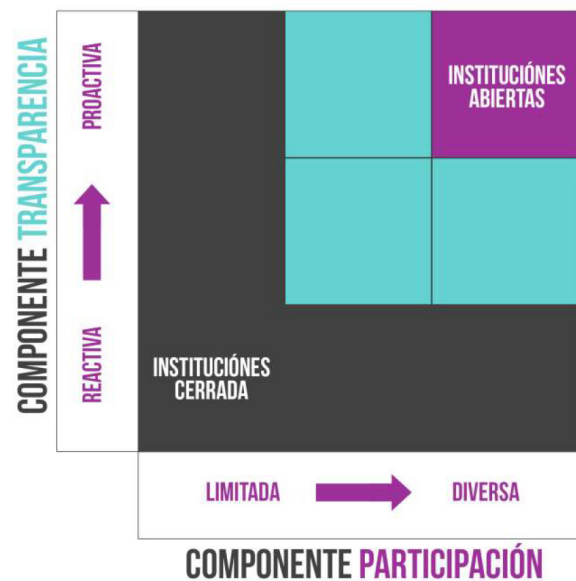 COMPONENTE TRANSPARENCIA
PROACTIVA
REACTIVA
INSTITUCIÓNES
ABIERTAS
INSTITUCIÓNES
CERRADA
LIMITADA
DIVERSA
COMPONENTE PARTICIPACIÓN